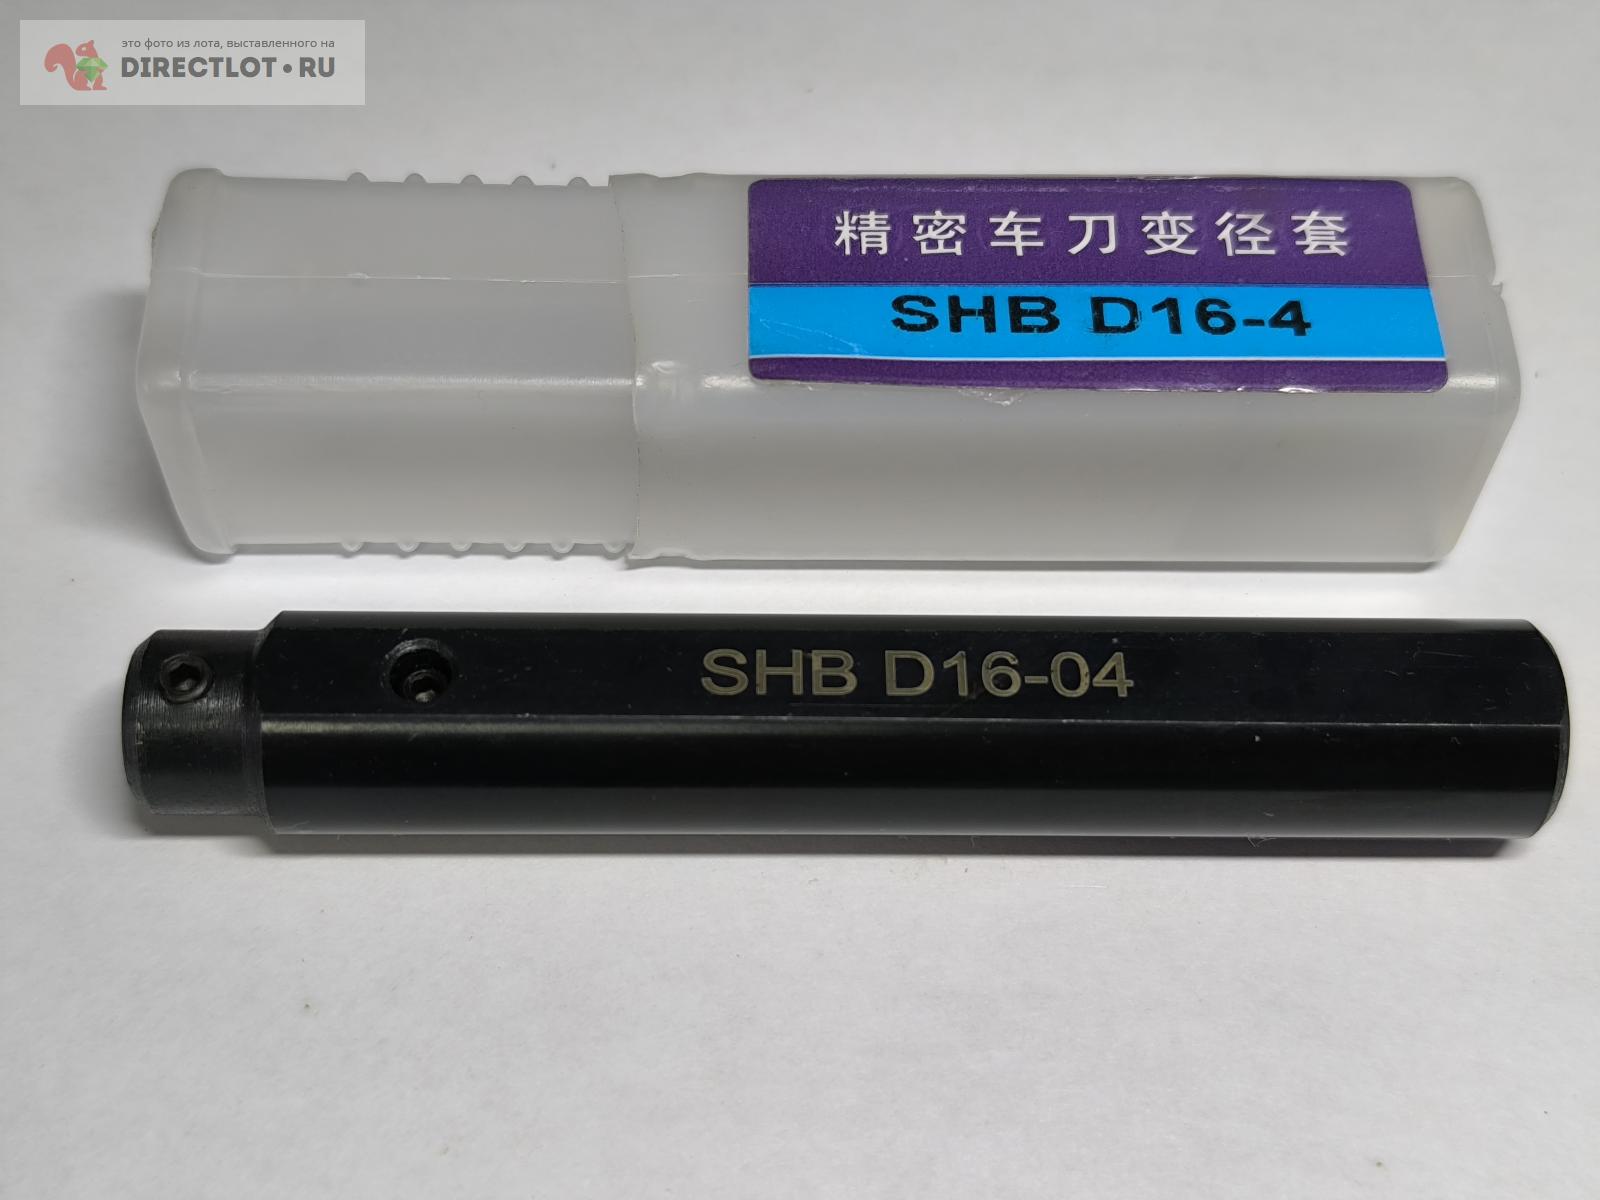 это фото из лота, выставленного на
DIRECTLOT•RU
精密车刀变径套
SHB D16-4
SHB D16-04